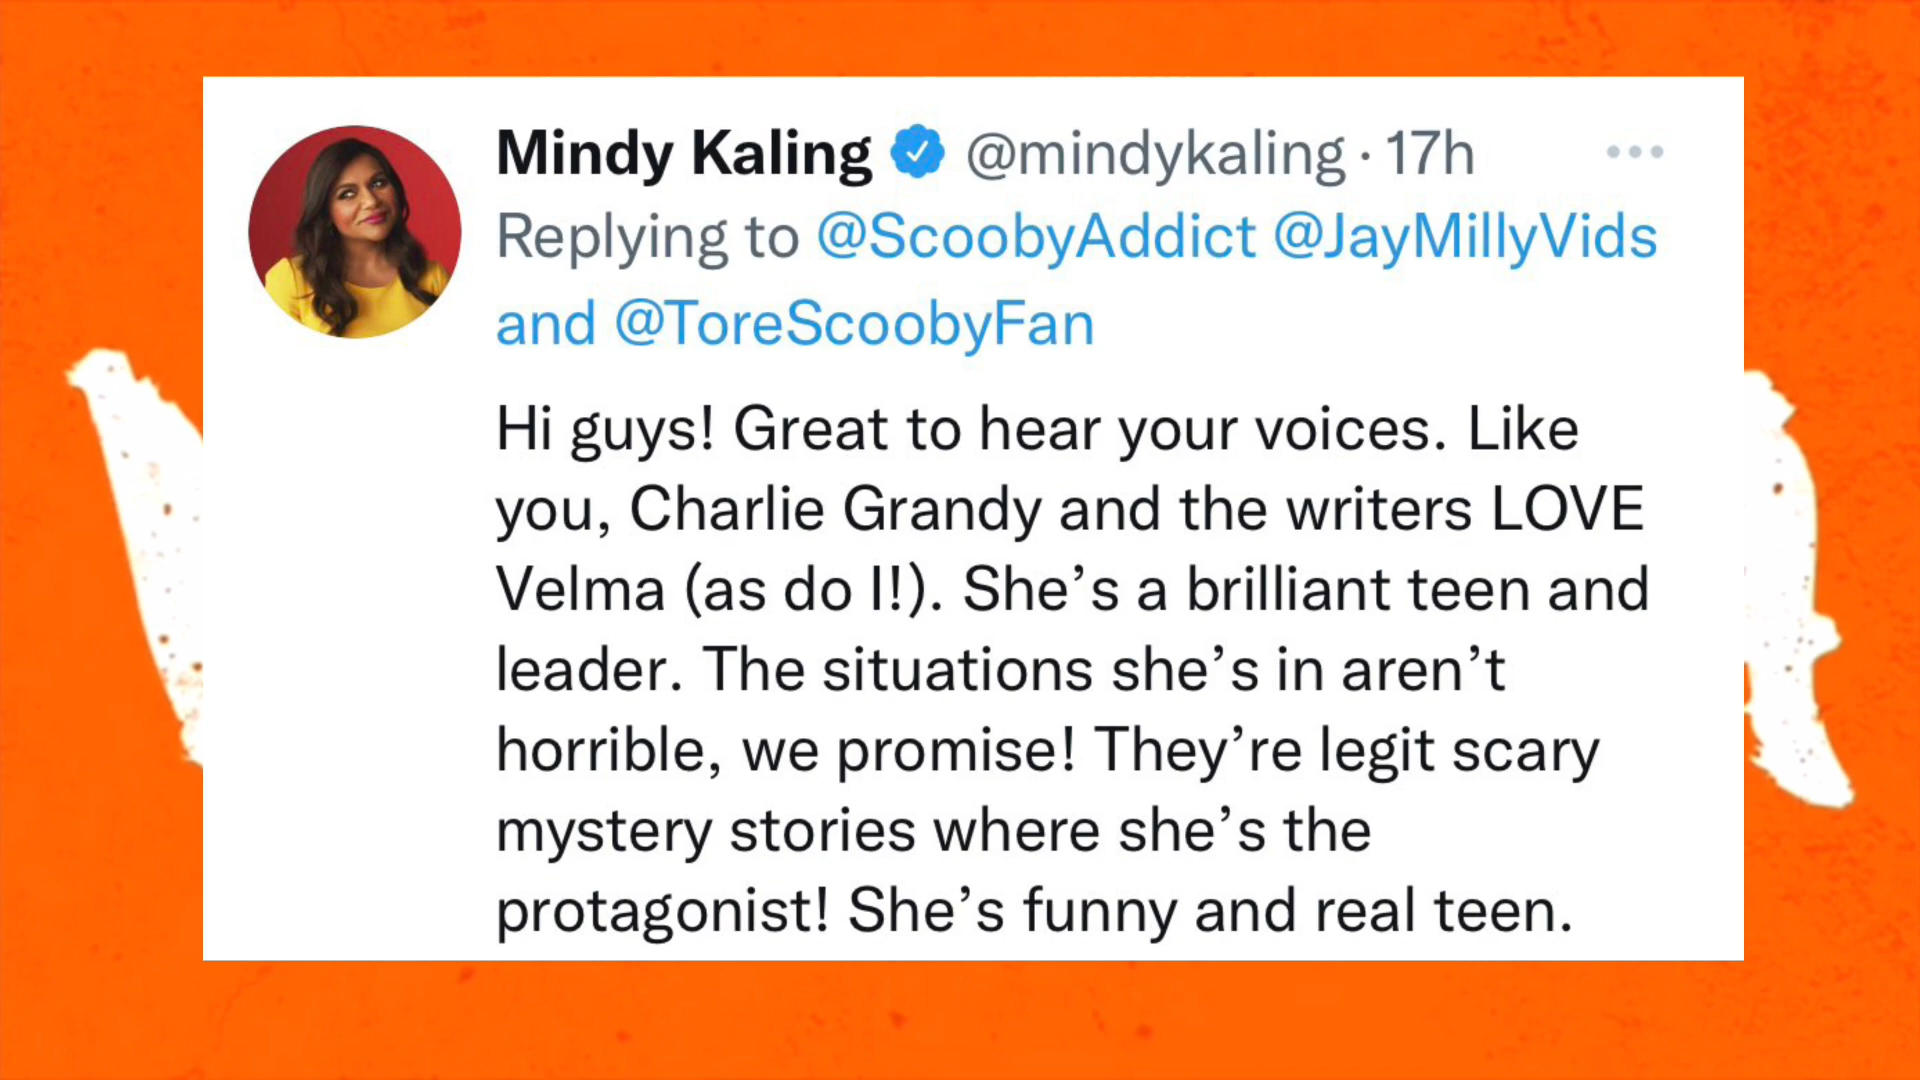 Mindy Kaling @mindykaling · 17h
Replying to @ScoobyAddict @JayMillyVids
and @ToreScoobyFan
Hi guys! Great to hear your voices. Like
you, Charlie Grandy and the writers LOVE
Velma (as do I!). She’s a brilliant teen and
leader. The situations she’s in aren’t
horrible, we promise! They’re legit scary
mystery stories where she’s the
protagonist! She’s funny and real teen.